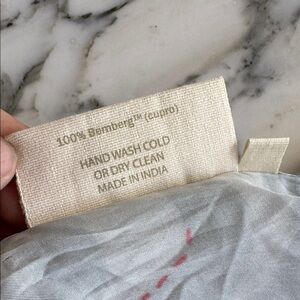 100% Bemberg™ (cupro)
HAND WASH COLD
OR DRY CLEAN
MADE IN INDIA